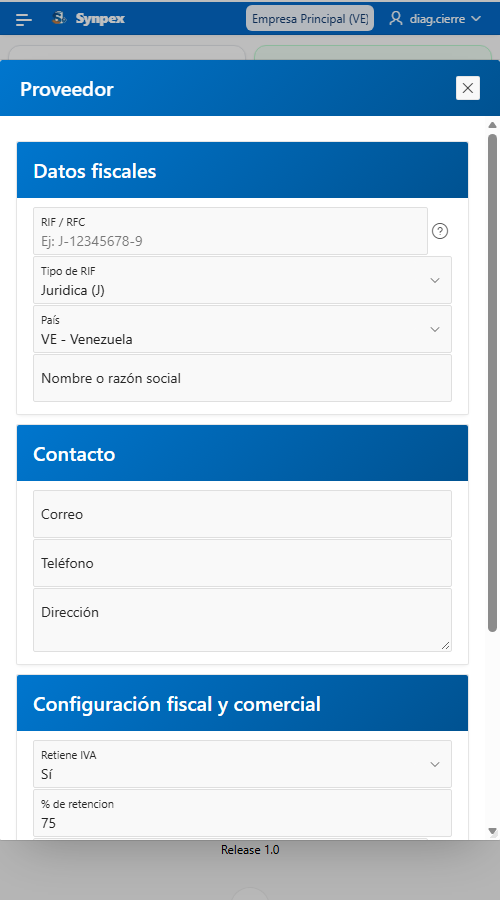 Synpex
Empresa Principal (VE)
diag.cierre
Proveedor
Datos fiscales
RIF / RFC
Ej: J-12345678-9
Tipo de RIF
Juridica (J)
País
VE - Venezuela
Nombre o razón social
Contacto
Correo
Teléfono
Dirección
Configuración fiscal y comercial
Retiene IVA
Sí
% de retencion
75
Release 1.0